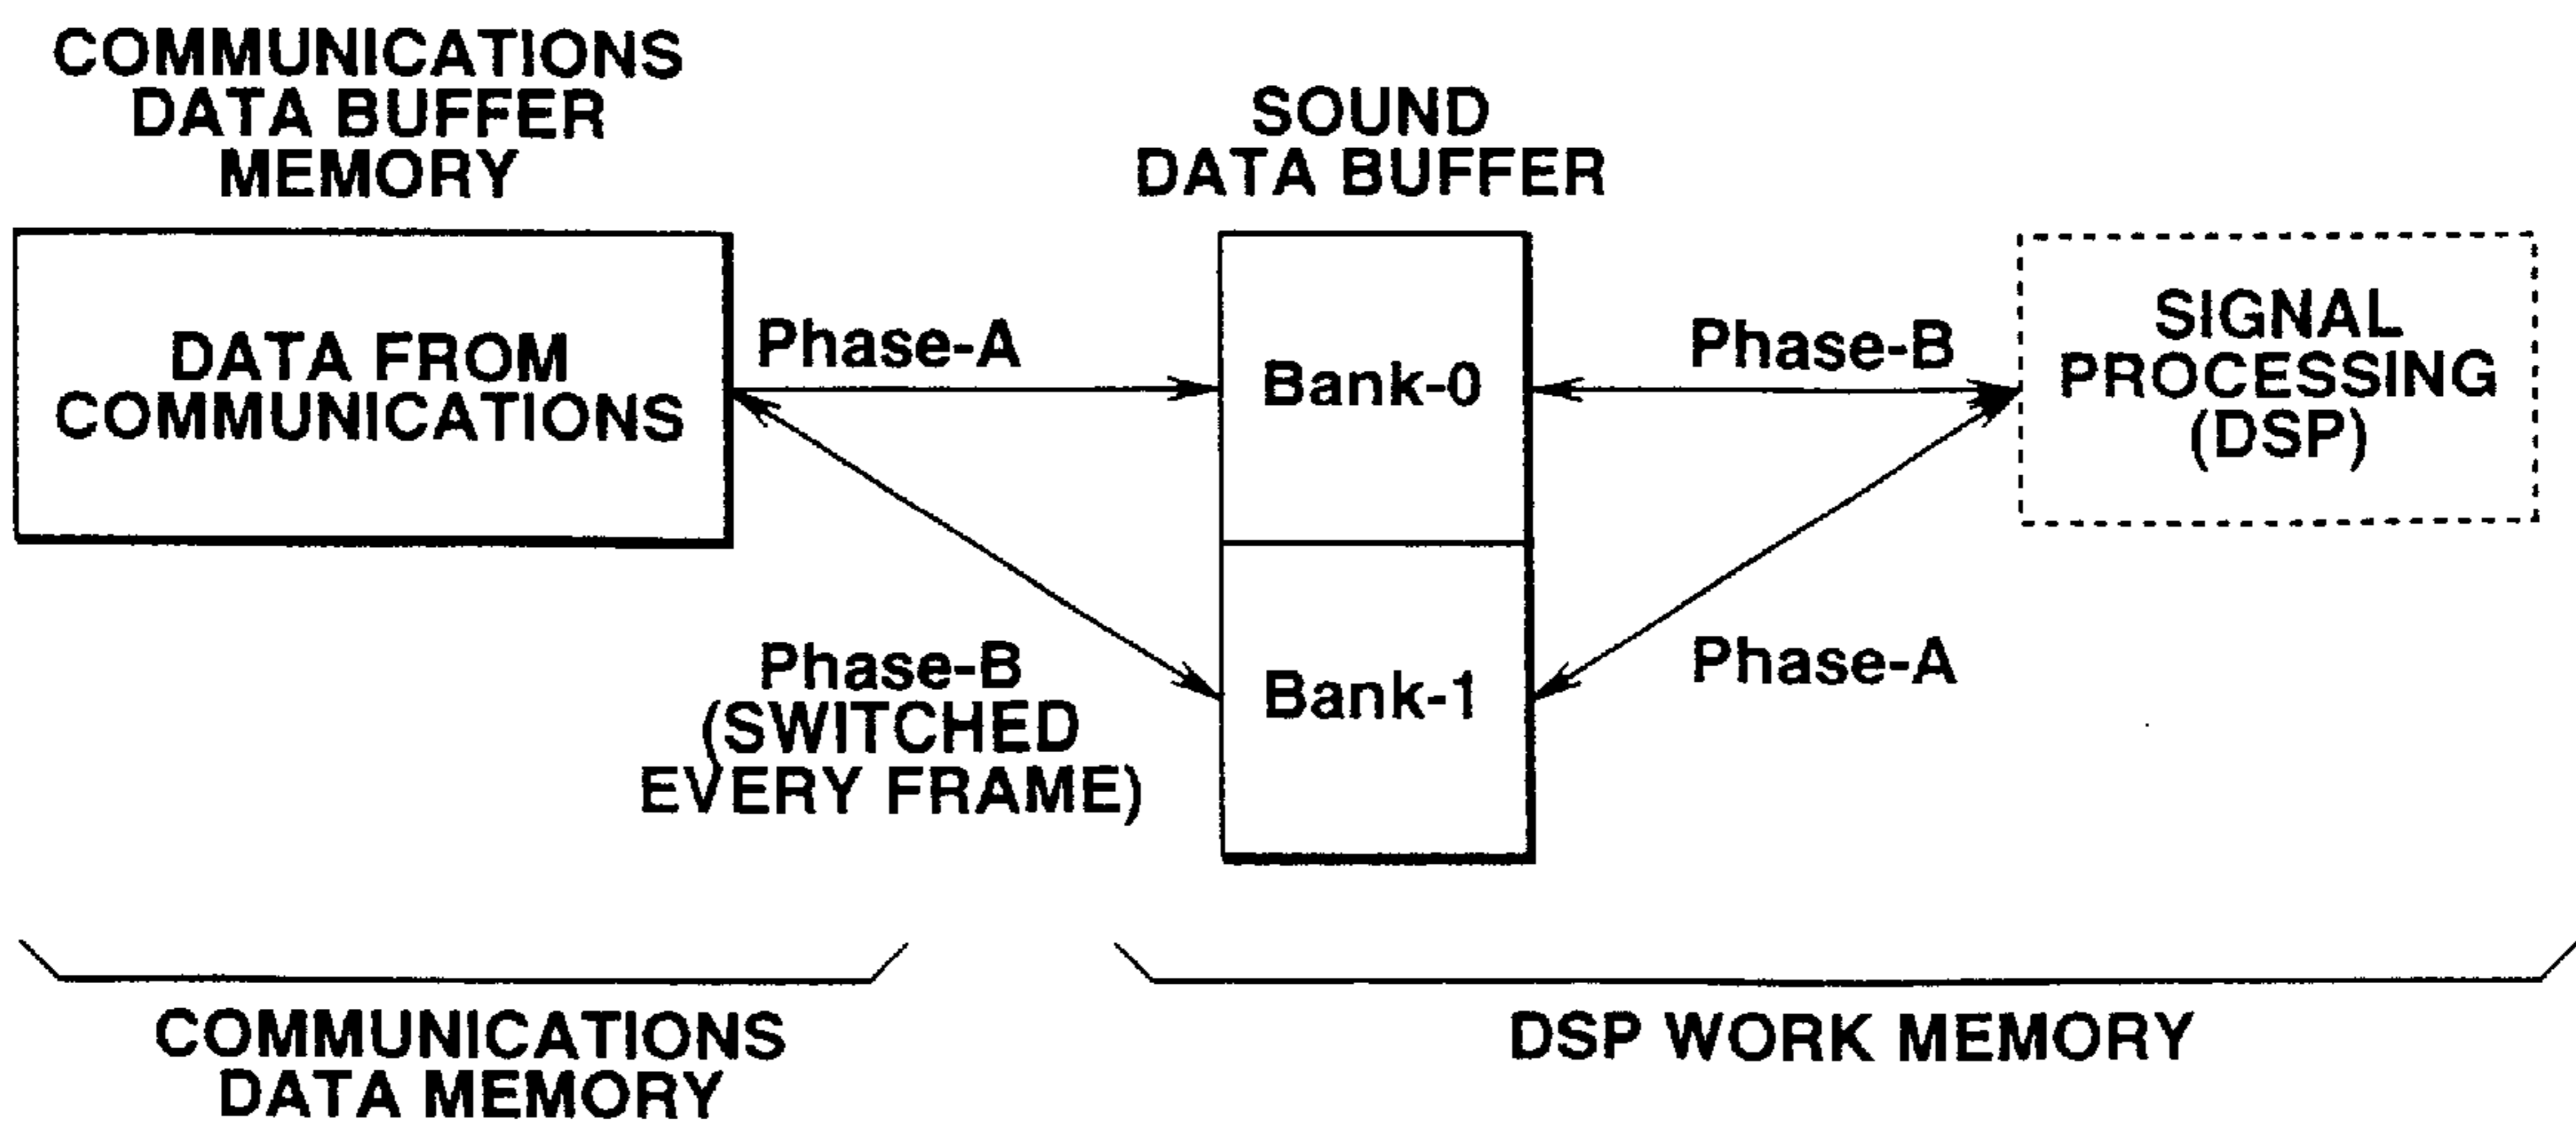 COMMUNICATIONS
DATA BUFFER
MEMORY
SOUND
DATA BUFFER
DATA FROM
COMMUNICATIONS
Phase-A
Bank-0
Phase-B
SIGNAL
PROCESSING
(DSP)
Phase-B
(SWITCHED
EVERY FRAME)
Bank-1
Phase-A
COMMUNICATIONS
DATA MEMORY
DSP WORK MEMORY